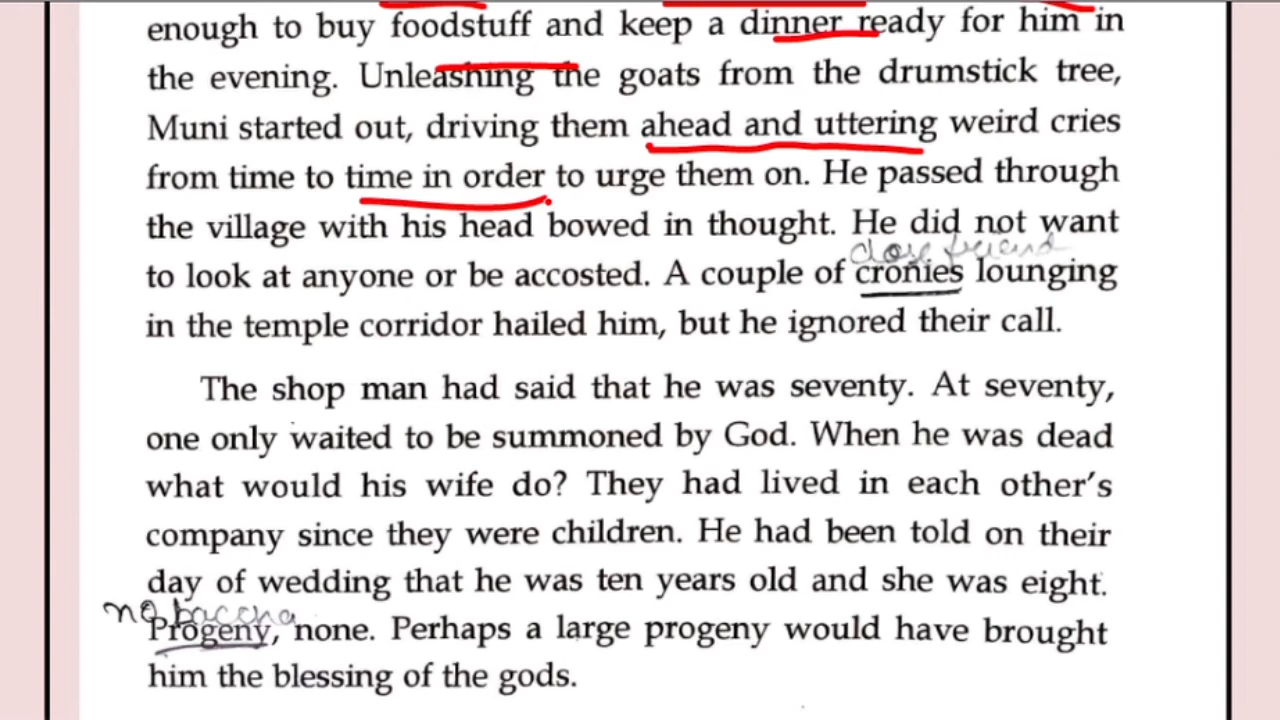 enough to buy foodstuff and keep a dinner ready for him in
the evening. Unleashing the goats from the drumstick tree,
Muni started out, driving them ahead and uttering weird cries
from time to time in order to urge them on. He passed through
the village with his head bowed in thought. He did not want
close friend
to look at anyone or be accosted. A couple of cronies lounging
in the temple corridor hailed him, but he ignored their call.
The shop man had said that he was seventy. At seventy,
one only waited to be summoned by God. When he was dead
what would his wife do? They had lived in each other's
company since they were children. He had been told on their
day of wedding that he was ten years old and she was eight.
no baccha
Progeny, none. Perhaps a large progeny would have brought
him the blessing of the gods.